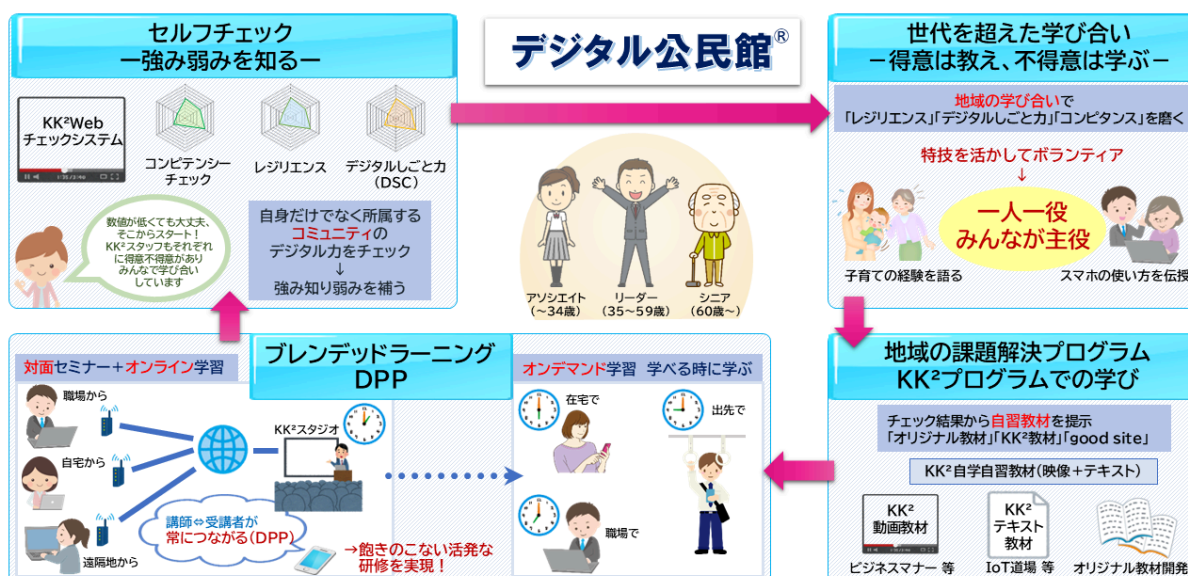 セルフチェック
ー強み弱みを知るー
KK²Web
チェックシステム
コンピテンシー
チェック
レジリエンス
デジタルしごと力
(DSC)
数値が低くても大丈夫、
そこからスタート！
KK²スタッフもそれぞれ
に得意不得意があり
みんなで学び合い
しています
自身だけでなく所属する
コミュニティの
デジタル力をチェック
↓
強み知り弱みを補う
デジタル公民館®
アソシエイト
(～34歳)
リーダー
(35～59歳)
シニア
(60歳～)
世代を超えた学び合い
－得意は教え、不得意は学ぶ－
地域の学び合いで
「レジリエンス」「デジタルしごと力」「コンピタンス」を磨く
特技を活かしてボランティア
↓
一人一役
みんなが主役
子育ての経験を語る
スマホの使い方を伝授
地域の課題解決プログラム
KK²プログラムでの学び
チェック結果から自習教材を提示
「オリジナル教材」「KK²教材」「good site」
KK²自学自習教材(映像＋テキスト)
KK²
動画教材
ビジネスマナー 等
KK²
テキスト
教材
IoT道場 等
オリジナル教材開発
ブレンデッドラーニング
DPP
対面セミナー＋オンライン学習
職場から
自宅から
遠隔地から
KK²スタジオ
講師⇔受講者が
常につながる(DPP)
→飽きのこない活発な
研修を実現！
オンデマンド学習 学べる時に学ぶ
在宅で
出先で
職場で